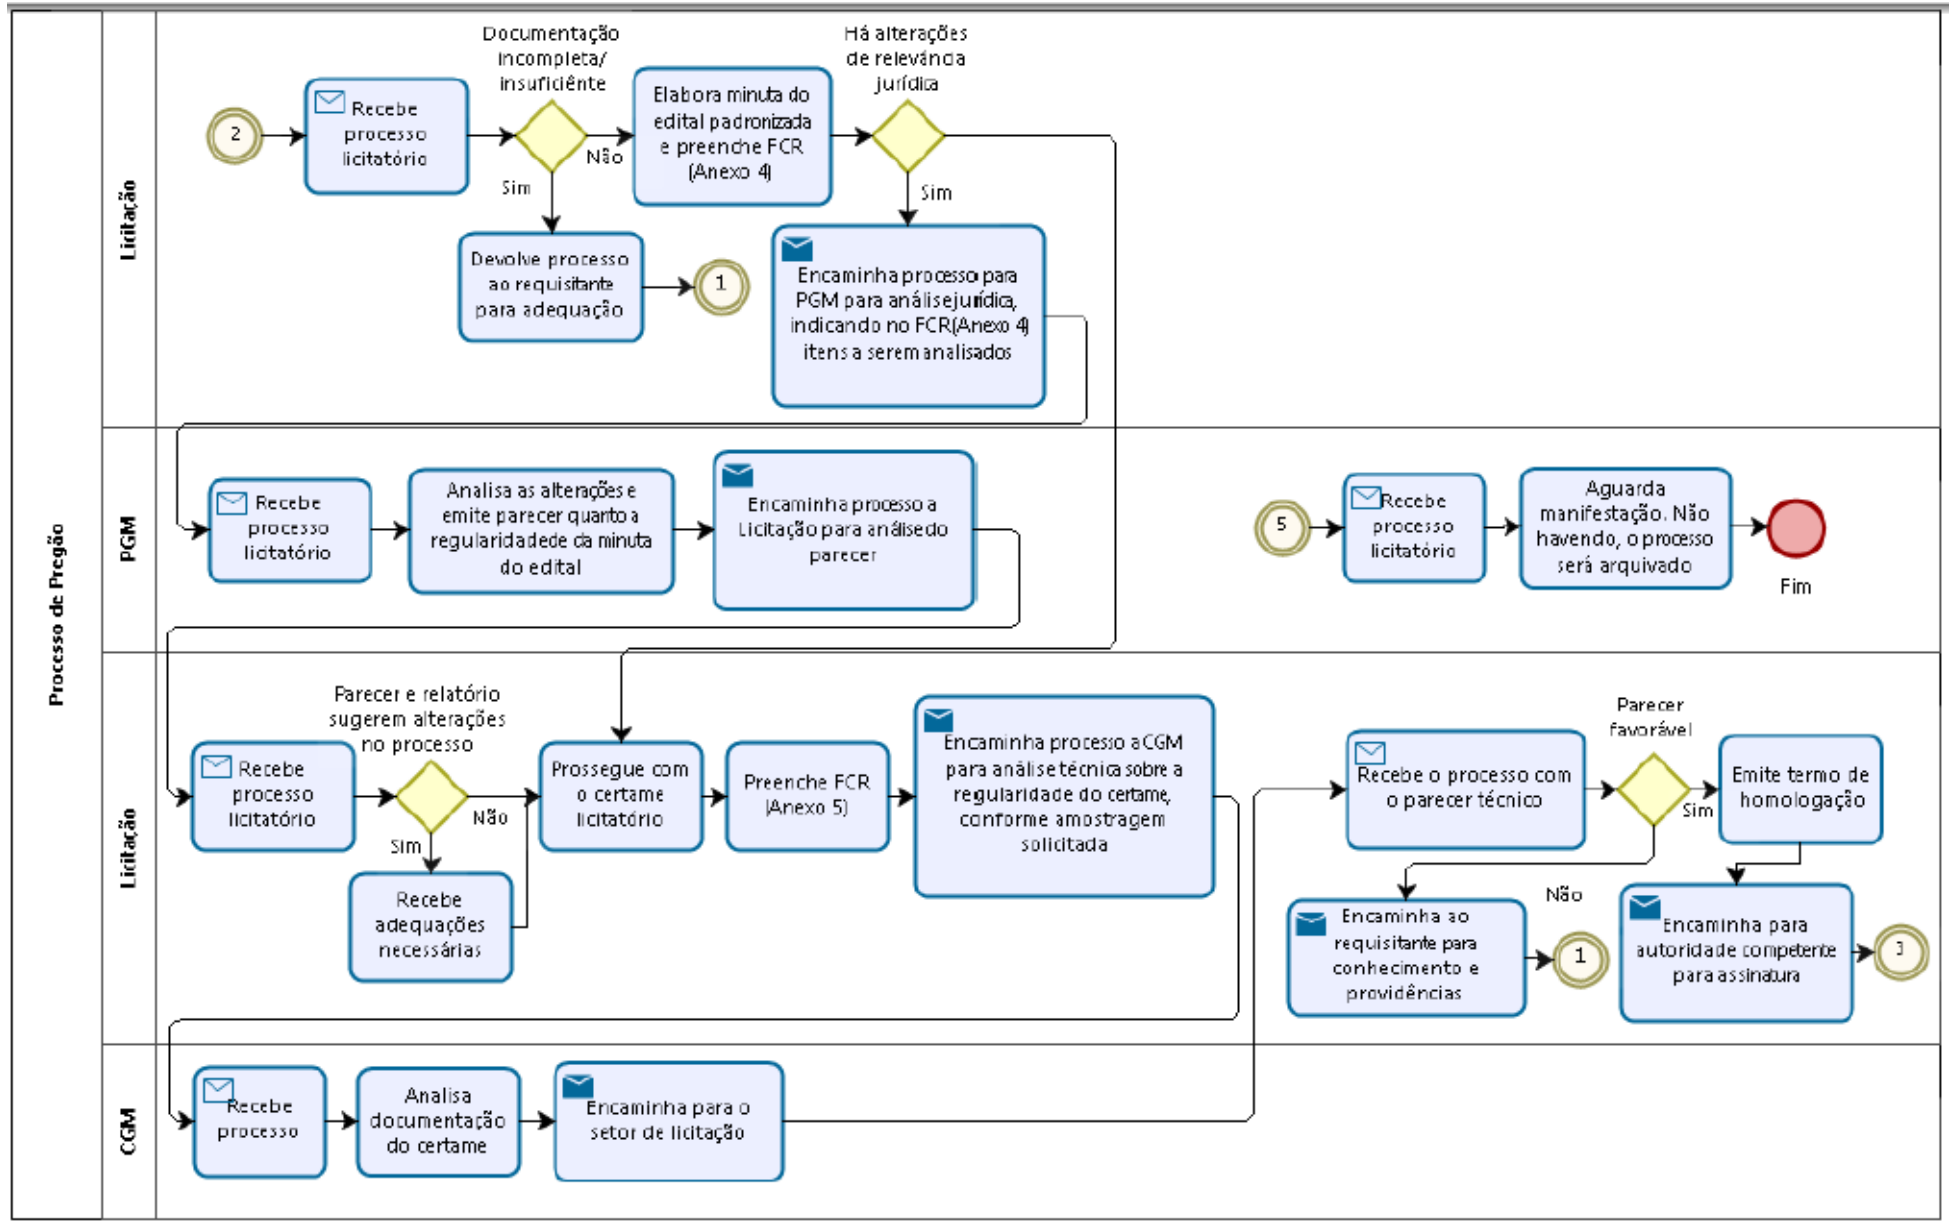 Processo de Pregão
Licitação
2
Recebe
processo
licitatório
Documentação
incompleta/
insuficiênte
Não
Sim
Devolve processo
ao requisitante
para adequação
1
Elabora minuta do
edital padronizada
e preenche FCR
(Anexo 4)
Há alterações
de relevância
jurídica
Sim
Encaminha processo para
PGM para análise jurídica,
indicando no FCR(Anexo 4)
itens a serem analisados
PGM
Recebe
processo
licitatório
Analisa as alterações e
emite parecer quanto a
regularidadede da minuta
do edital
Encaminha processo a
Licitação para análise do
parecer
5
Recebe
processo
licitatório
Aguarda
manifestação. Não
havendo, o processo
será arquivado
Fim
Licitação
Recebe
processo
licitatório
Parecer e relatório
sugerem alterações
no processo
Não
Sim
Recebe
adequações
necessárias
Prossegue com
o certame
licitatório
Preenche FCR
(Anexo 5)
Encaminha processo a CGM
para análise técnica sobre a
regularidade do certame,
conforme amostragem
solicitada
Recebe o processo com
o parecer técnico
Parecer
favorável
Sim
Emite termo de
homologação
Não
Encaminha ao
requisitante para
conhecimento e
providências
1
Encaminha para
autoridade competente
para assinatura
3
CGM
Recebe
processo
Analisa
documentação
do certame
Encaminha para o
setor de licitação